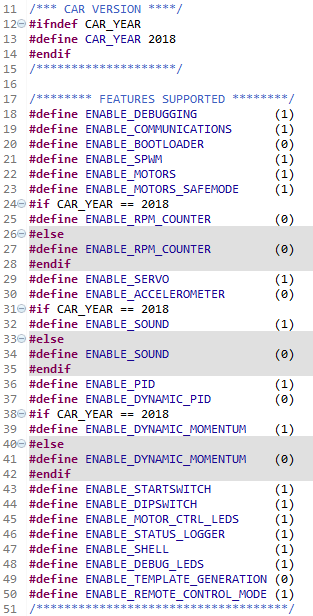 11 /*** CAR VERSION ****/
12 #ifndef CAR_YEAR
13 #define CAR_YEAR 2018
14 #endif
15 /********************/
16
17 /******** FEATURES SUPPORTED ********/
18 #define ENABLE_DEBUGGING (1)
19 #define ENABLE_COMMUNICATIONS (1)
20 #define ENABLE_BOOTLOADER (0)
21 #define ENABLE_SPWM (1)
22 #define ENABLE_MOTORS (1)
23 #define ENABLE_MOTORS_SAFEMODE (1)
24 #if CAR_YEAR == 2018
25 #define ENABLE_RPM_COUNTER (0)
26 #else
27 #define ENABLE_RPM_COUNTER (0)
28 #endif
29 #define ENABLE_SERVO (1)
30 #define ENABLE_ACCELEROMETER (0)
31 #if CAR_YEAR == 2018
32 #define ENABLE_SOUND (1)
33 #else
34 #define ENABLE_SOUND (0)
35 #endif
36 #define ENABLE_PID (1)
37 #define ENABLE_DYNAMIC_PID (0)
38 #if CAR_YEAR == 2018
39 #define ENABLE_DYNAMIC_MOMENTUM (1)
40 #else
41 #define ENABLE_DYNAMIC_MOMENTUM (0)
42 #endif
43 #define ENABLE_STARTSWITCH (1)
44 #define ENABLE_DIPSWITCH (1)
45 #define ENABLE_MOTOR_CTRL_LEDS (1)
46 #define ENABLE_STATUS_LOGGER (1)
47 #define ENABLE_SHELL (1)
48 #define ENABLE_DEBUG_LEDS (1)
49 #define ENABLE_TEMPLATE_GENERATION (0)
50 #define ENABLE_REMOTE_CONTROL_MODE (1)
51 /************************************/